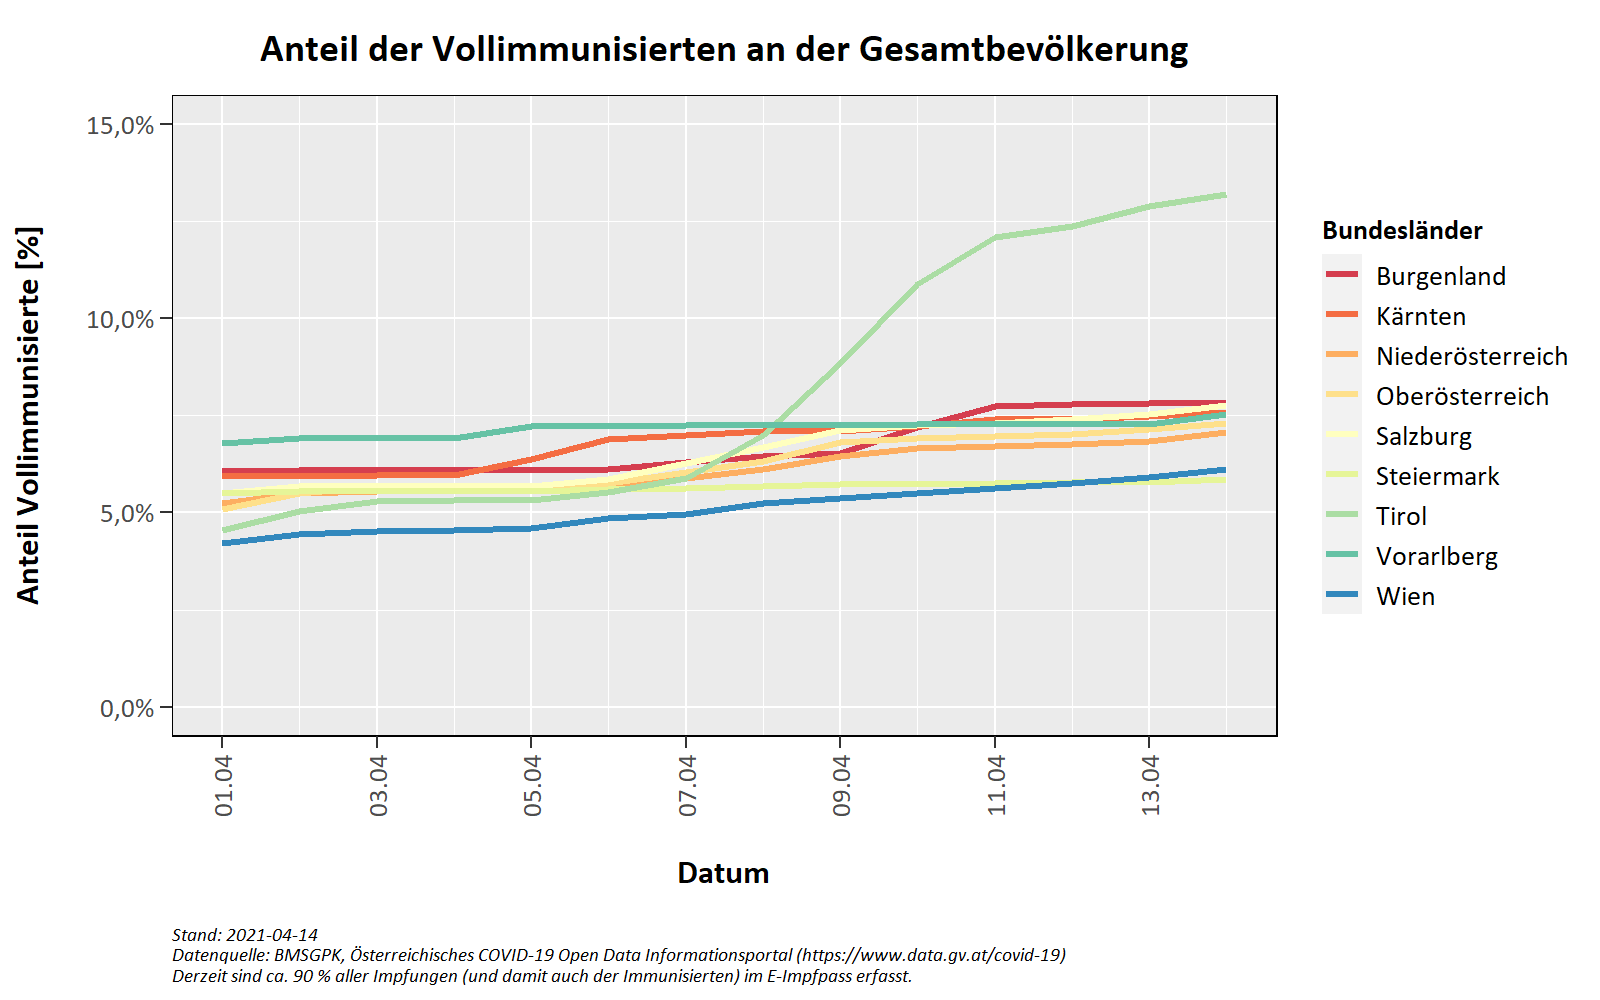 Anteil der Vollimmunisierten an der Gesamtbevölkerung
Anteil Vollimmunisierte [%]
15,0%
10,0%
5,0%
0,0%
01.04
03.04
05.04
07.04
09.04
11.04
13.04
Datum
Bundesländer
Burgenland
Kärnten
Niederösterreich
Oberösterreich
Salzburg
Steiermark
Tirol
Vorarlberg
Wien
Stand: 2021-04-14
Datenquelle: BMSGPK, Österreichisches COVID-19 Open Data Informationsportal (https://www.data.gv.at/covid-19)
Derzeit sind ca. 90 % aller Impfungen (und damit auch der Immunisierten) im E-Impfpass erfasst.